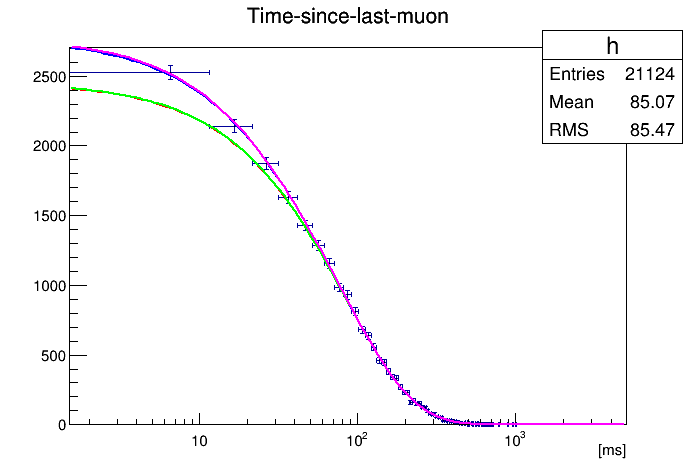 Time-since-last-muon
h
Entries 21124
Mean 85.07
RMS 85.47
2500
2000
1500
1000
500
0
10 10² 10³
[ms]